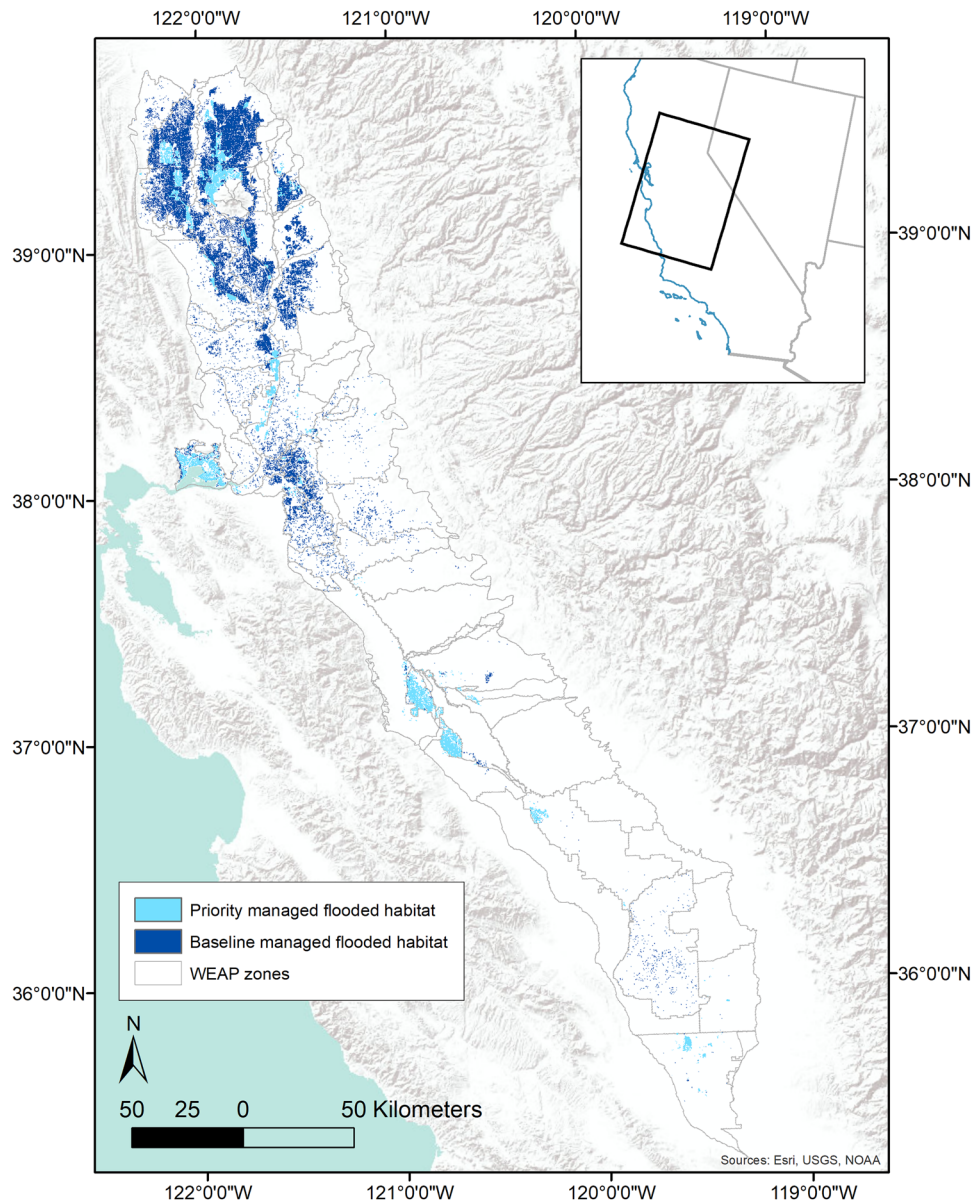 122°0'0"W 121°0'0"W 120°0'0"W 119°0'0"W
39°0'0"N 39°0'0"N
38°0'0"N 38°0'0"N
37°0'0"N 37°0'0"N
Priority managed flooded habitat
Baseline managed flooded habitat
WEAP zones
36°0'0"N 36°0'0"N
N
50 25 0 50 Kilometers
Sources: Esri, USGS, NOAA
122°0'0"W 121°0'0"W 120°0'0"W 119°0'0"W